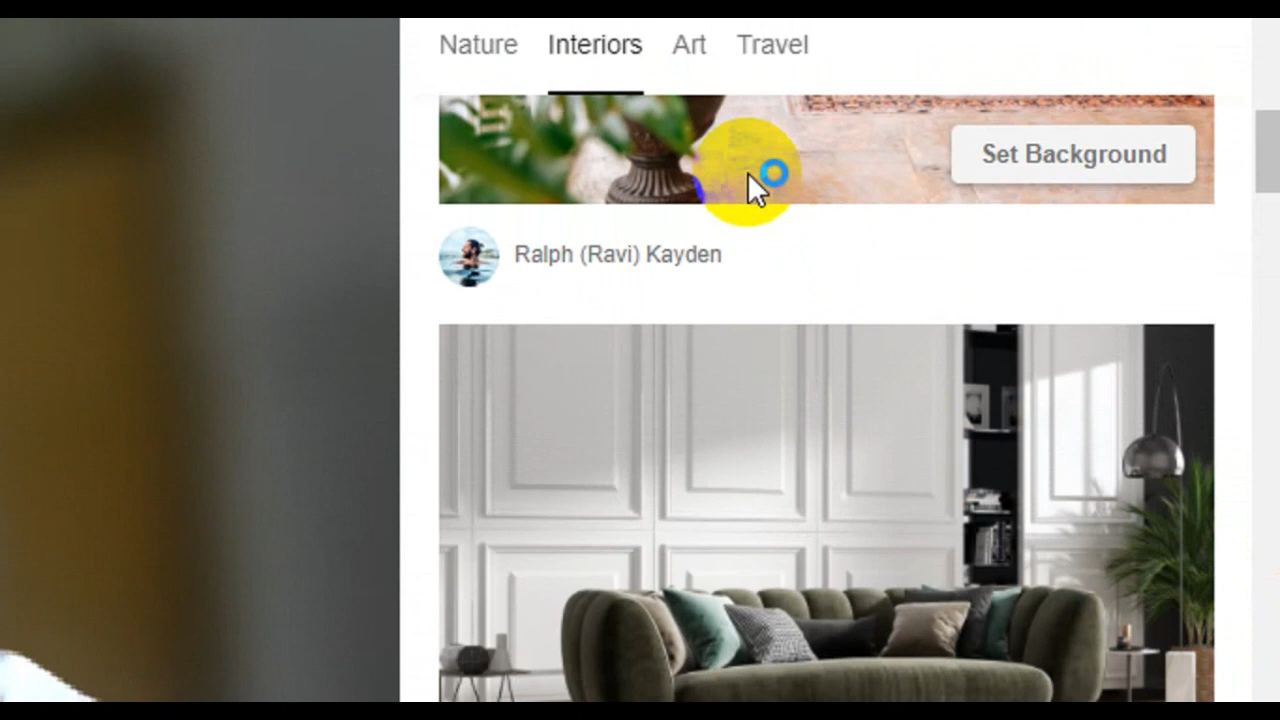 Nature Interiors Art Travel
Set Background
Ralph (Ravi) Kayden